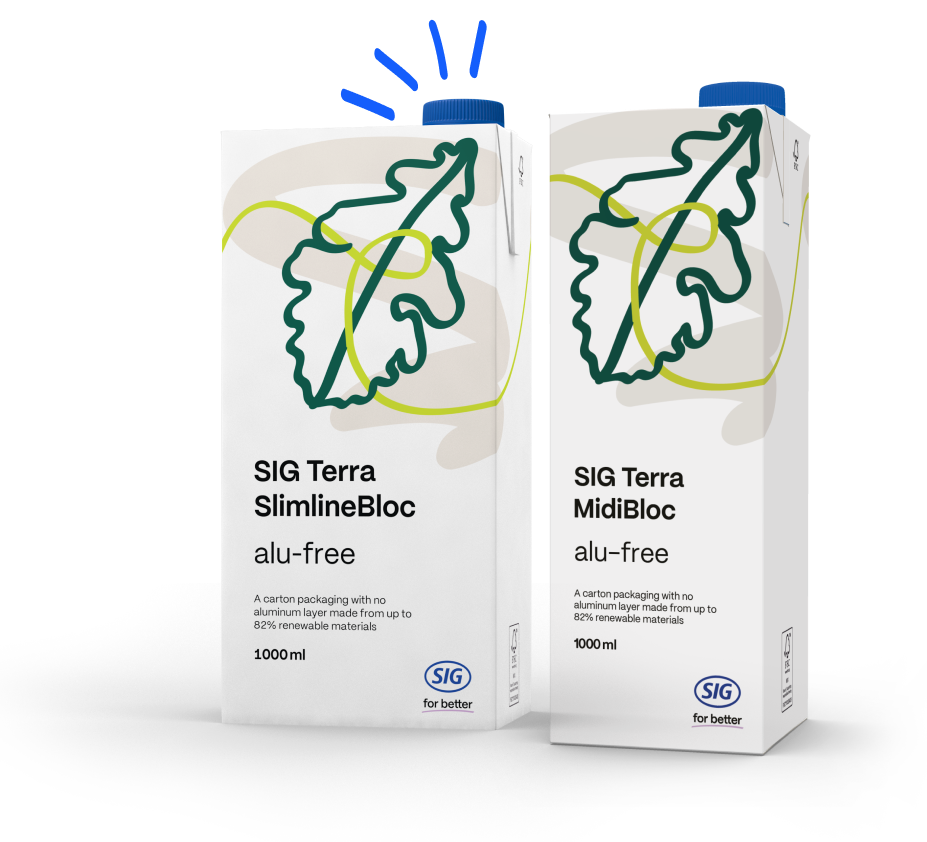 SIG Terra
SlimlineBloc
alu-free
A carton packaging with no
aluminum layer made from up to
82% renewable materials
1000 ml
SIG
for better
SIG Terra
MidiBloc
alu-free
A carton packaging with no
aluminum layer made from up to
82% renewable materials
1000 ml
SIG
for better